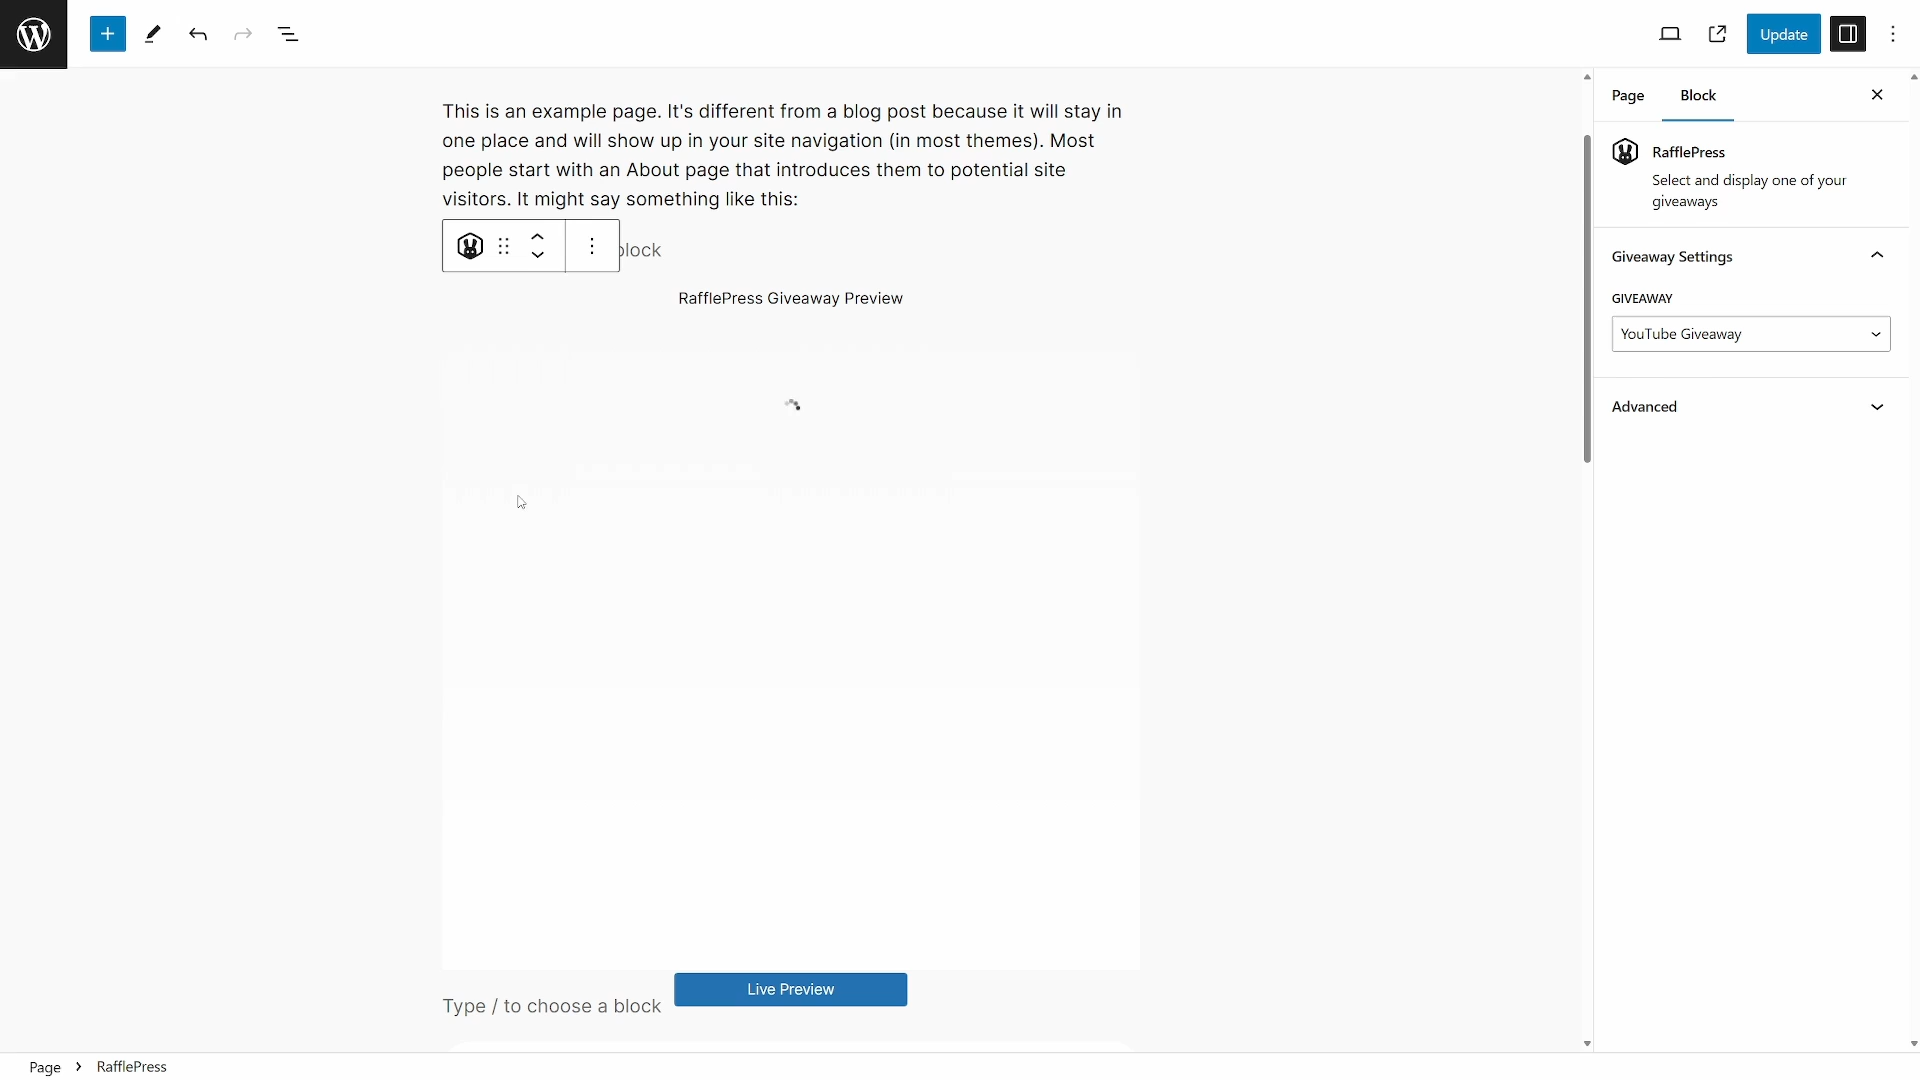 Update
This is an example page. It's different from a blog post because it will stay in
one place and will show up in your site navigation (in most themes). Most
people start with an About page that introduces them to potential site
visitors. It might say something like this:
block
RafflePress Giveaway Preview
Live Preview
Type / to choose a block
Page
Block
RafflePress
Select and display one of your
giveaways
Giveaway Settings
GIVEAWAY
YouTube Giveaway
Advanced
Page
RafflePress